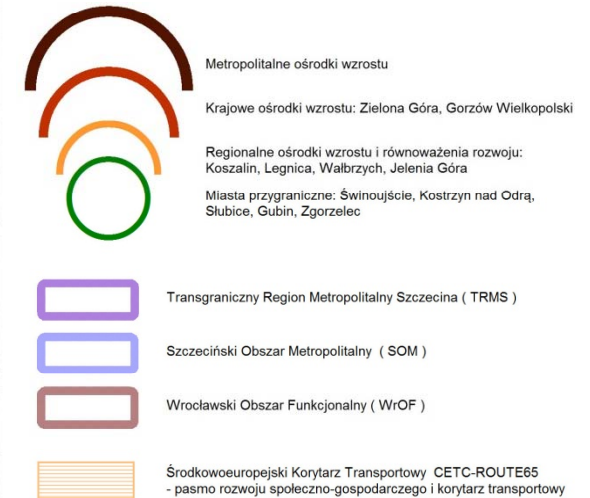 Metropolitalne ośrodki wzrostu
Krajowe ośrodki wzrostu: Zielona Góra, Gorzów Wielkopolski
Regionalne ośrodki wzrostu i równoważenia rozwoju:
Koszalin, Legnica, Wałbrzych, Jelenia Góra
Miasta przygraniczne: Świnoujście, Kostrzyn nad Odrą,
Słubice, Gubin, Zgorzelec
Transgraniczny Region Metropolitalny Szczecina ( TRMS )
Szczeciński Obszar Metropolitalny ( SOM )
Wrocławski Obszar Funkcjonalny ( WrOF )
Środkowoeuropejski Korytarz Transportowy CETC-ROUTE65
- pasmo rozwoju społeczno-gospodarczego i korytarz transportowy